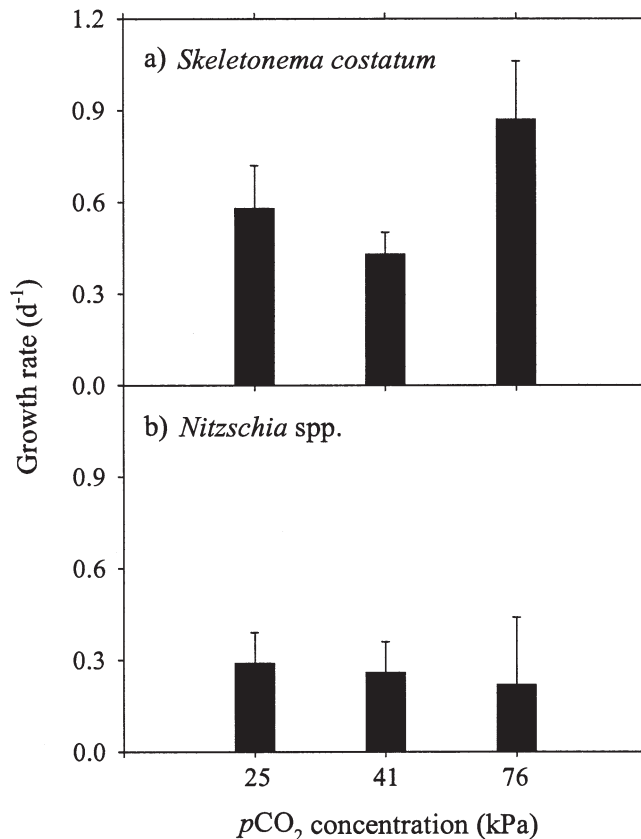 1.2
a) Skeletonema costatum
0.9
0.6
0.3
0.0
b) Nitzschia spp.
0.9
0.6
0.3
0.0
25 41 76
pCO₂ concentration (kPa)
Growth rate (d⁻¹)